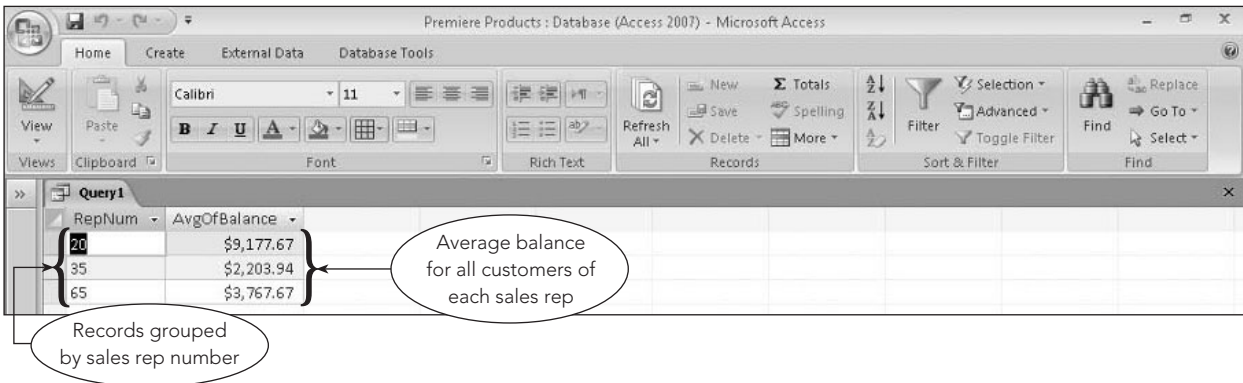 Premiere Products : Database (Access 2007) - Microsoft Access
Home Create External Data Database Tools
View
Views
Paste
Clipboard
Calibri 11
B I U A
Font
ab
Rich Text
Refresh All
New
Save
Delete
Σ Totals
Spelling
More
Records
A Z
Z A
A Z
Filter
Selection
Advanced
Toggle Filter
Sort & Filter
Find
Replace
Go To
Select
Find
Query1
RepNum AvgOfBalance
20 $9,177.67
35 $2,203.94
65 $3,767.67
Average balance
for all customers of
each sales rep
Records grouped
by sales rep number